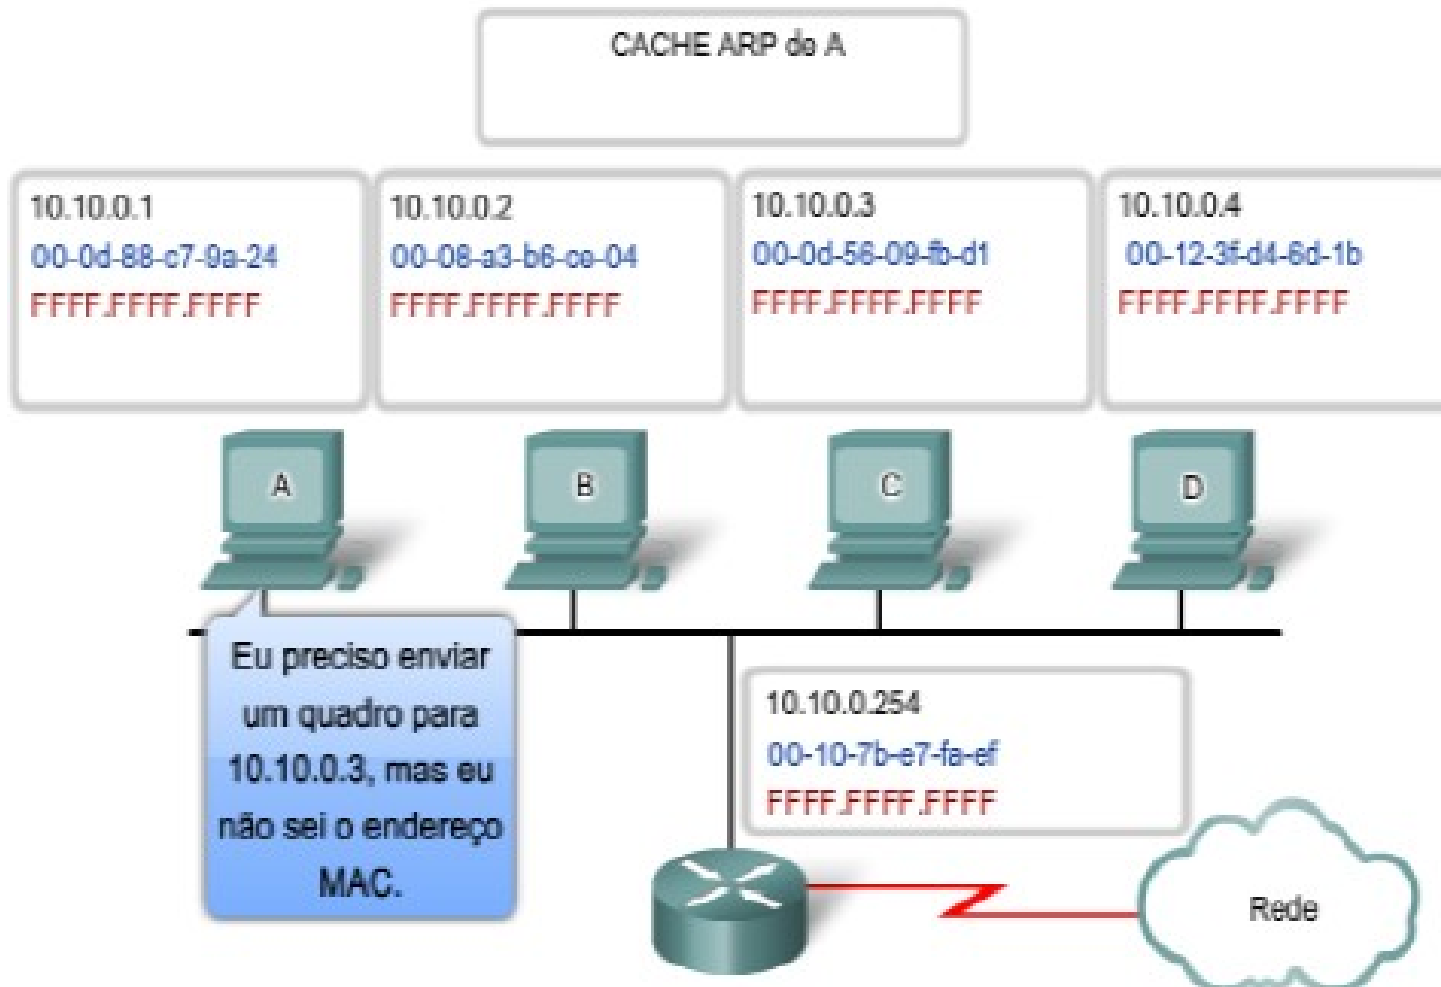 CACHE ARP de A
10.10.0.1
00-0d-88-c7-9a-24
FFFF.FFFF.FFFF
10.10.0.2
00-08-a3-b6-ce-04
FFFF.FFFF.FFFF
10.10.0.3
00-0d-56-09-fb-d1
FFFF.FFFF.FFFF
10.10.0.4
00-12-3f-d4-6d-1b
FFFF.FFFF.FFFF
A
B
C
D
Eu preciso enviar
um quadro para
10.10.0.3, mas eu
não sei o endereço
MAC.
10.10.0.254
00-10-7b-e7-fa-ef
FFFF.FFFF.FFFF
Rede